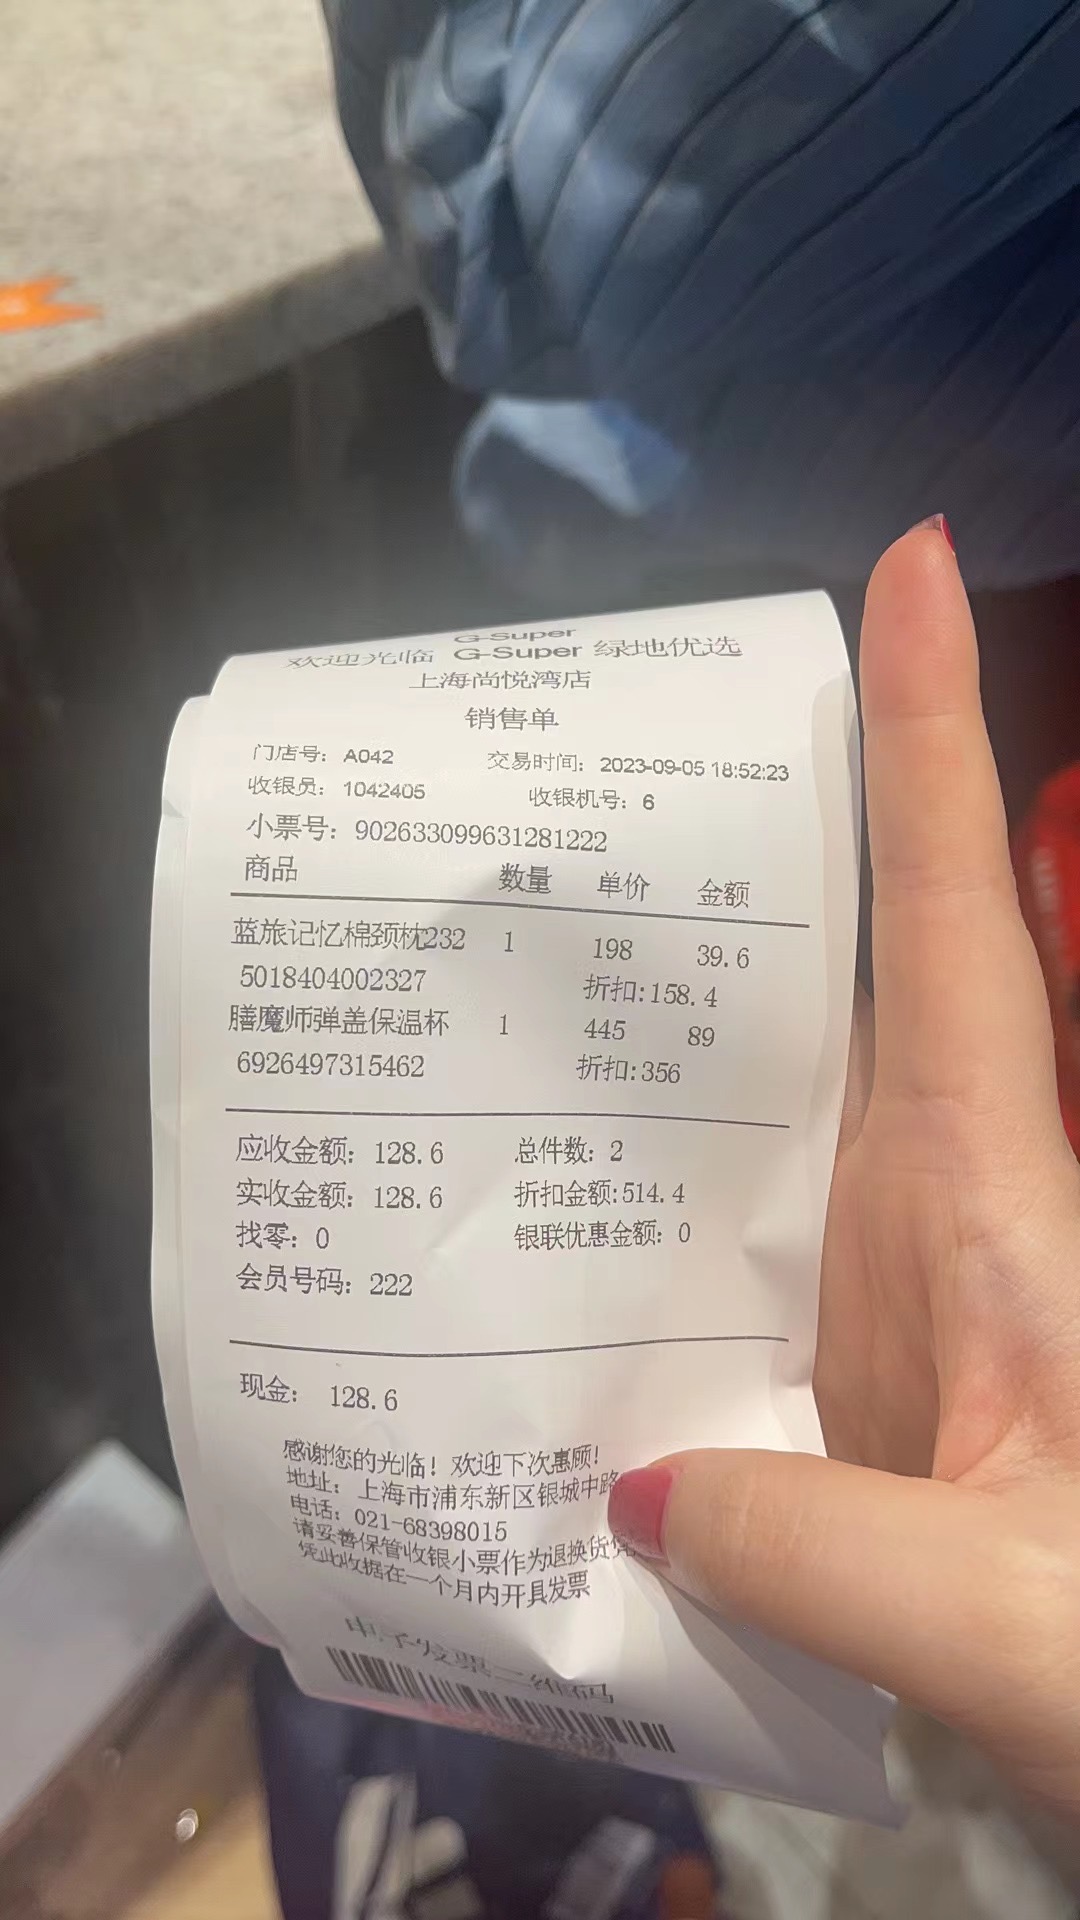 G-Super
欢迎光临 G-Super 绿地优选
上海尚悦湾店
销售单
门店号: A042 交易时间: 2023-09-05 18:52:23
收银员: 1042405 收银机号: 6
小票号: 902633099631281222
商品 数量 单价 金额
蓝旅记忆棉颈枕232 1 198 39.6
5018404002327 折扣:158.4
膳魔师弹盖保温杯 1 445 89
6926497315462 折扣:356
应收金额: 128.6 总件数: 2
实收金额: 128.6 折扣金额:514.4
找零: 0 银联优惠金额: 0
会员号码: 222
现金: 128.6
感谢您的光临! 欢迎下次惠顾!
地址: 上海市浦东新区银城中路
电话: 021-68398015
请妥善保管收银小票作为退换货凭
凭此收据在一个月内开具发票
电子发票二维码